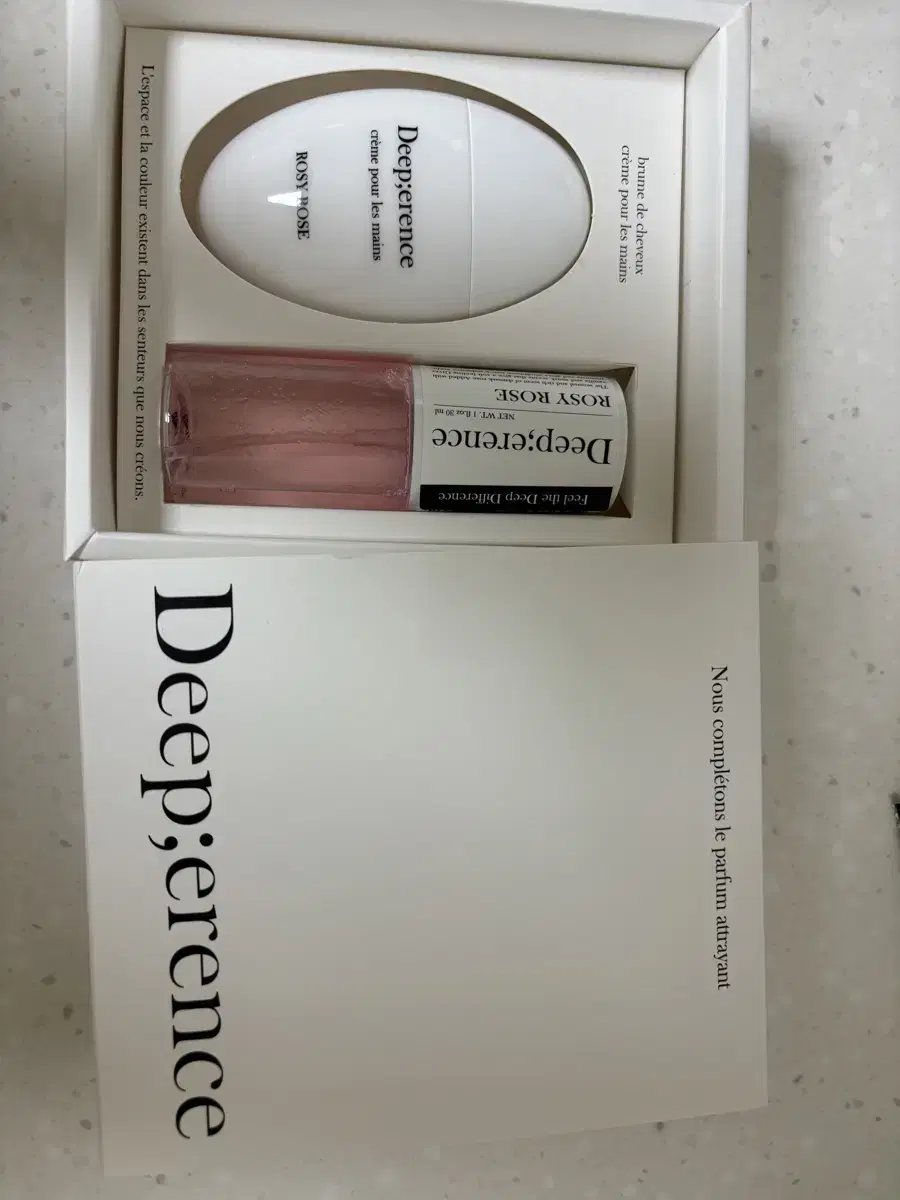 brume de cheveux
crème pour les mains
Deep;erence
crème pour les mains
ROSY ROSE
L'espace et la couleur existent dans les senteurs que nous créons.
Feel the Deep Difference
Deep;erence
NET WT. 1 fl.oz 30 ml
ROSY ROSE
Nous complétons le parfum attrayant
Deep;erence